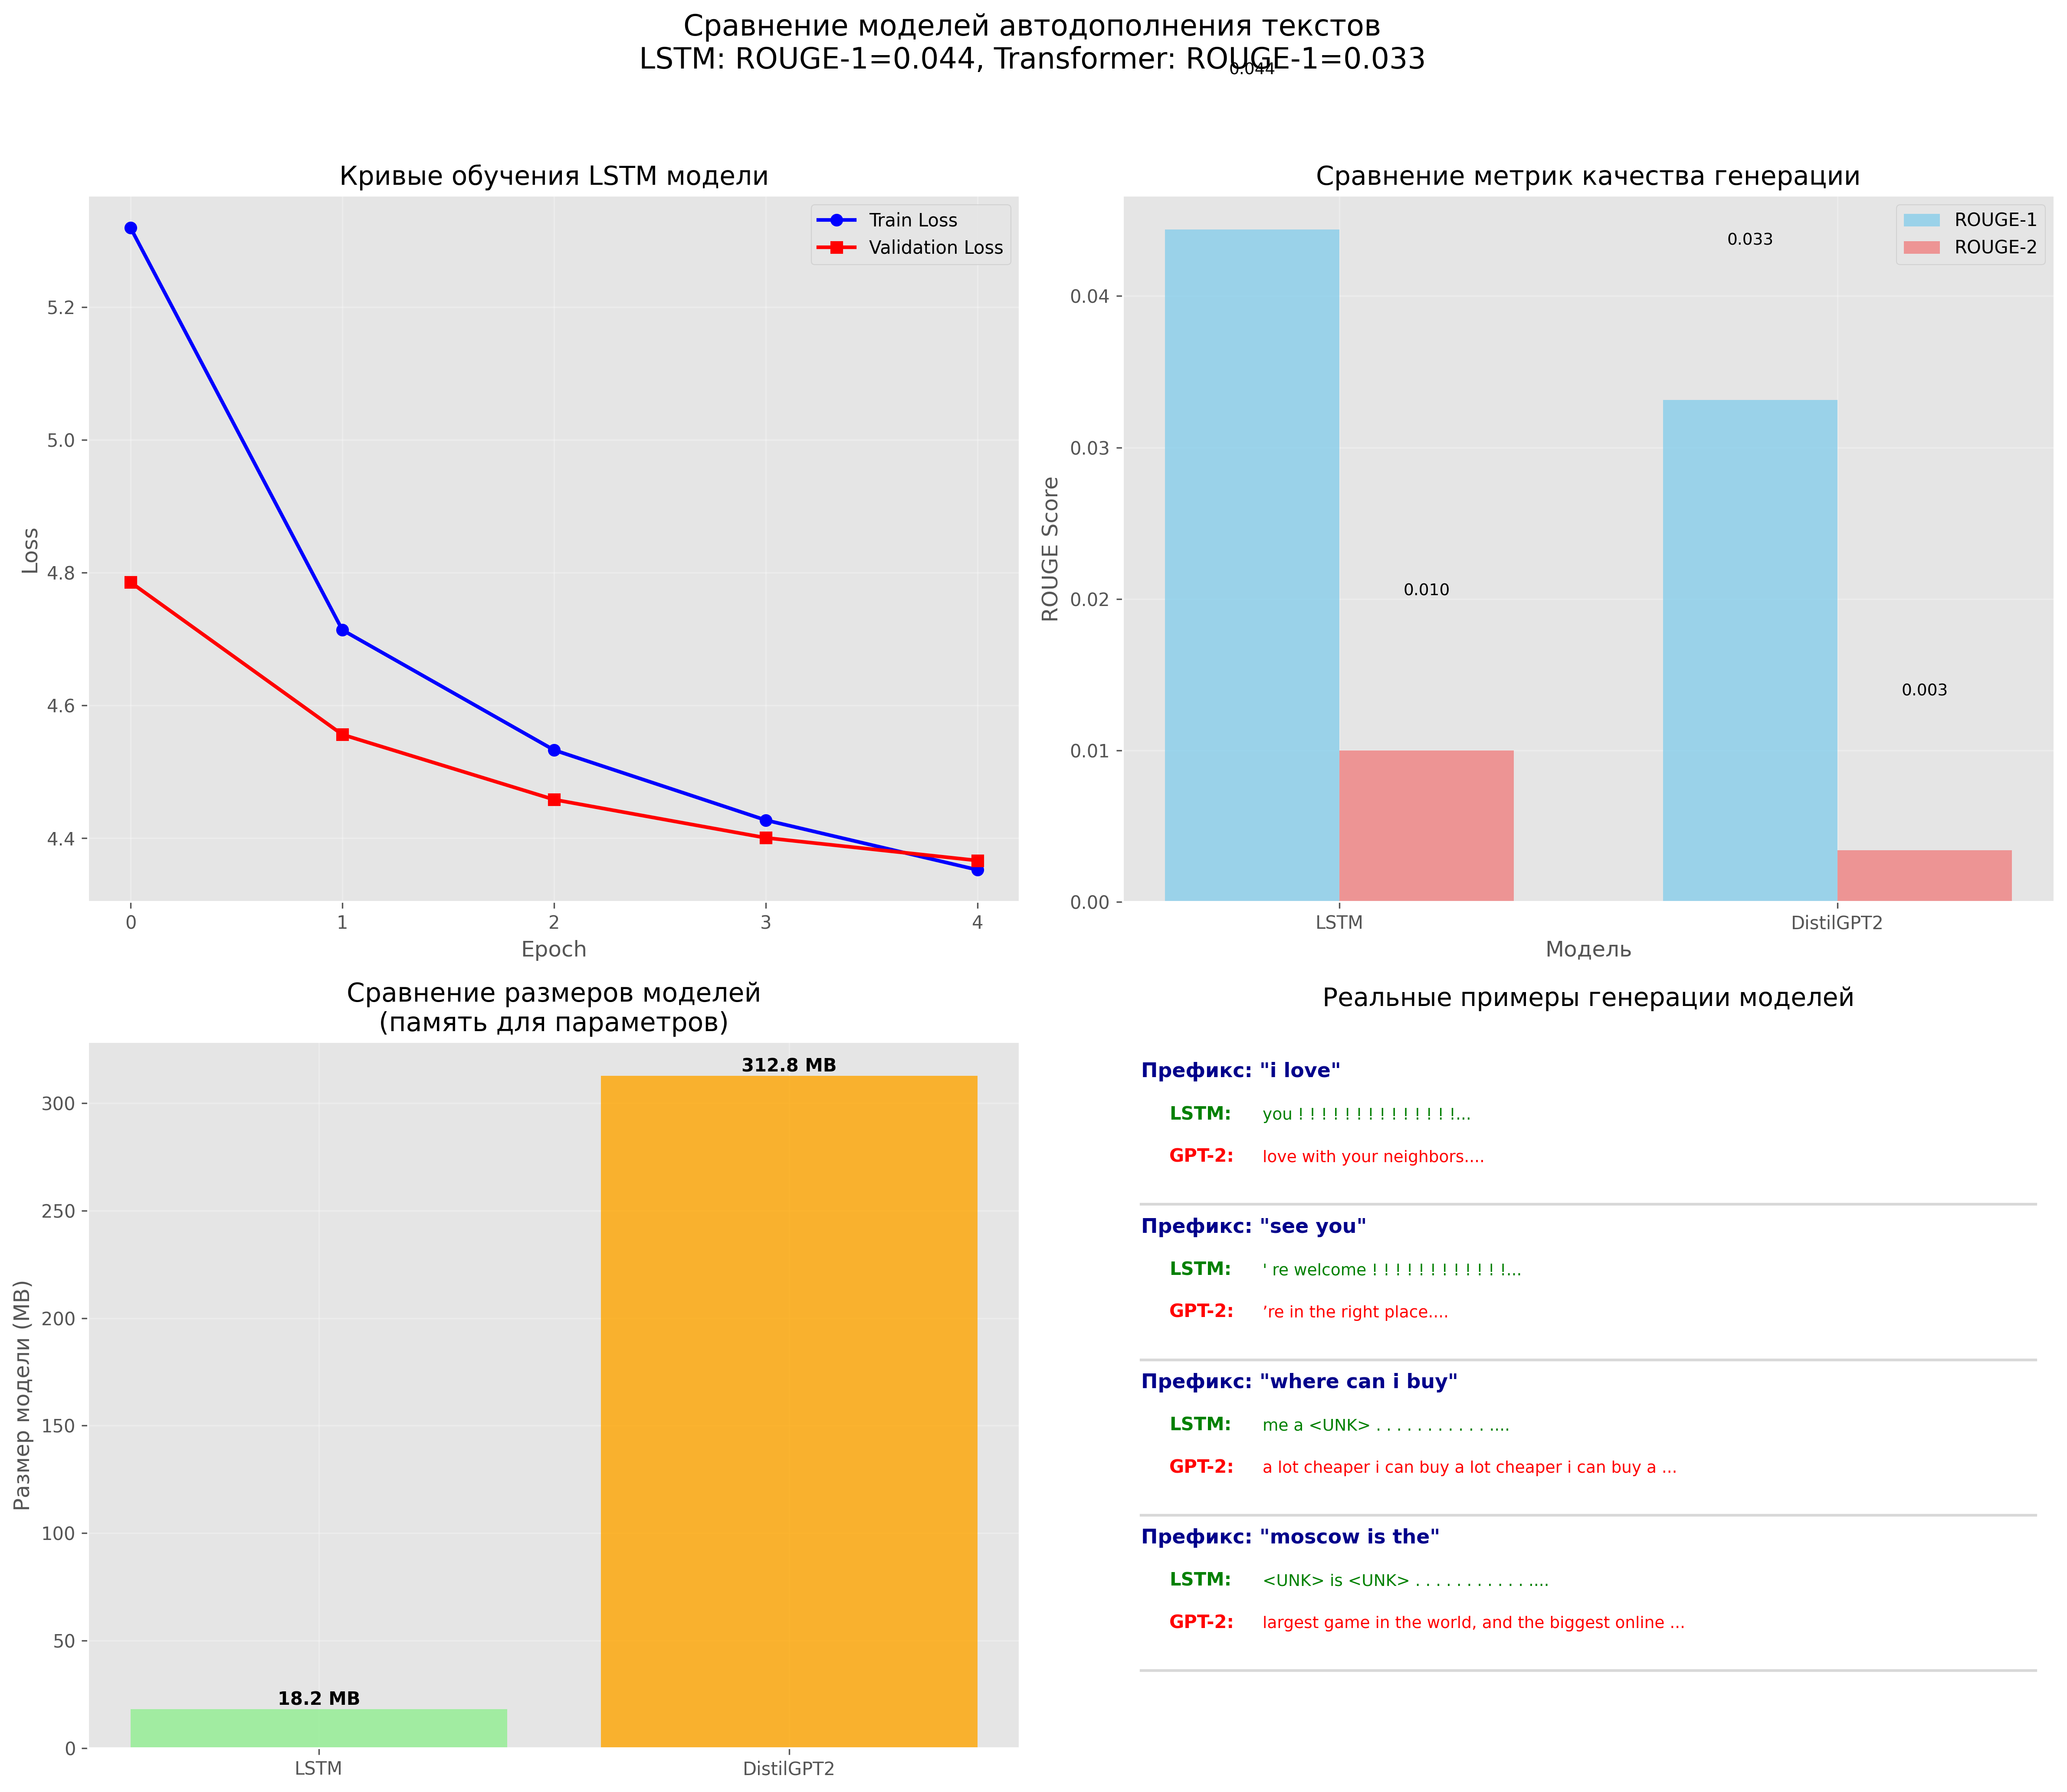 Сравнение моделей автодополнения текстов
LSTM: ROUGE-1=0.044, Transformer: ROUGE-1=0.033
0.044
Кривые обучения LSTM модели
Train Loss
Validation Loss
5.2
5.0
4.8
4.6
4.4
Loss
0
1
2
3
4
Epoch
Сравнение метрик качества генерации
ROUGE-1
ROUGE-2
0.033
0.010
0.003
0.04
0.03
0.02
0.01
0.00
ROUGE Score
LSTM
DistilGPT2
Модель
Сравнение размеров моделей
(память для параметров)
312.8 MB
18.2 MB
300
250
200
150
100
50
0
Размер модели (MB)
LSTM
DistilGPT2
Реальные примеры генерации моделей
Префикс: "i love"
LSTM: you ! ! ! ! ! ! ! ! ! ! ! ! ! !...
GPT-2: love with your neighbors....
Префикс: "see you"
LSTM: ' re welcome ! ! ! ! ! ! ! ! ! ! ! !...
GPT-2: ’re in the right place....
Префикс: "where can i buy"
LSTM: me a <UNK> . . . . . . . . . . ....
GPT-2: a lot cheaper i can buy a lot cheaper i can buy a ...
Префикс: "moscow is the"
LSTM: <UNK> is <UNK> . . . . . . . . . . ....
GPT-2: largest game in the world, and the biggest online ...